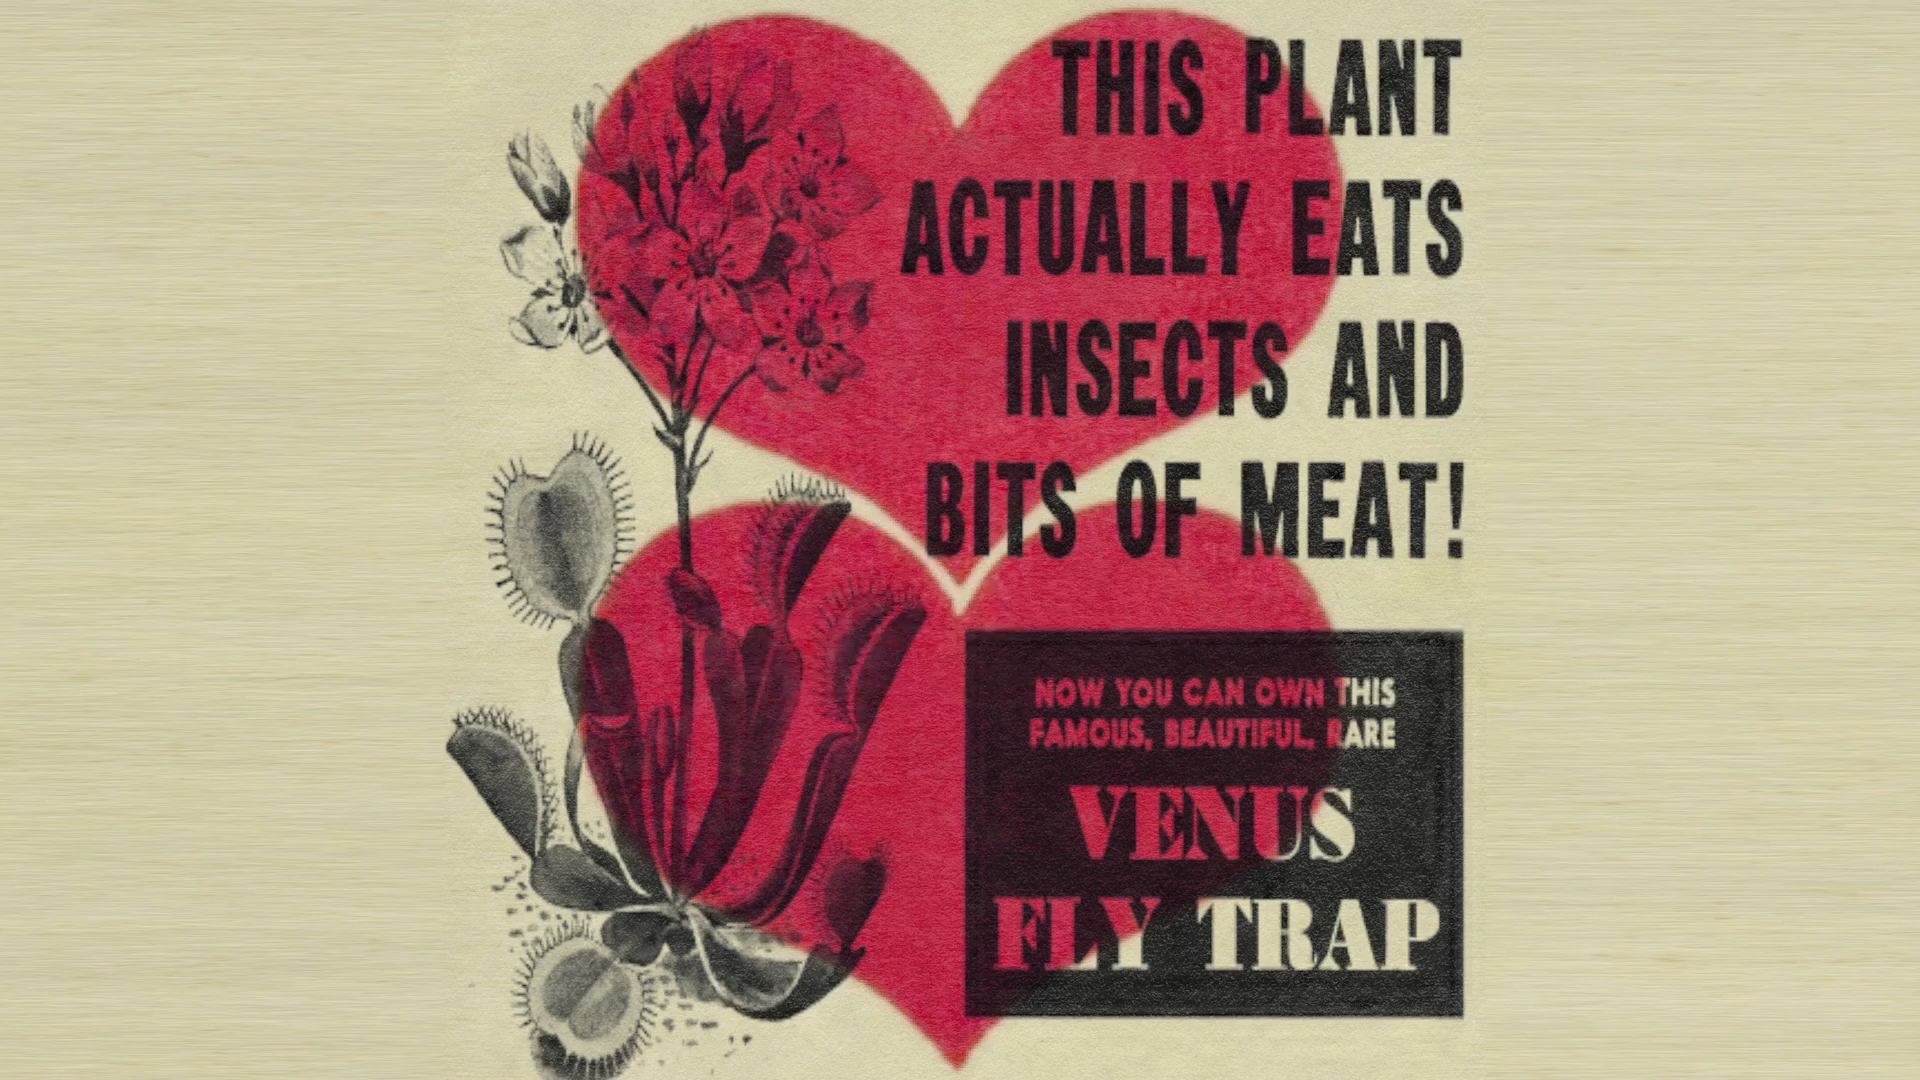 THIS PLANT
ACTUALLY EATS
INSECTS AND
BITS OF MEAT!
NOW YOU CAN OWN THIS
FAMOUS, BEAUTIFUL, RARE
VENUS
FLY TRAP